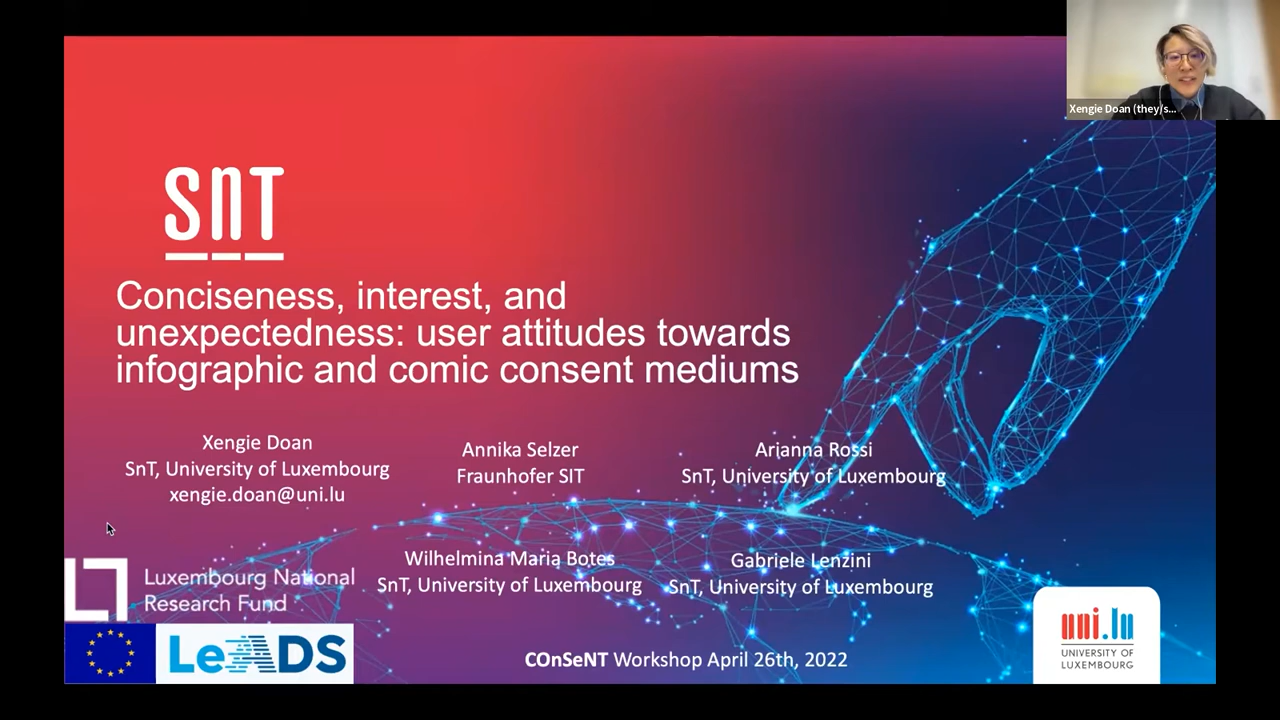 Xengie Doan (they/s...
SnT
Conciseness, interest, and
unexpectedness: user attitudes towards
infographic and comic consent mediums
Xengie Doan
SnT, University of Luxembourg
xengie.doan@uni.lu
Annika Selzer
Fraunhofer SIT
Arianna Rossi
SnT, University of Luxembourg
Wilhelmina Maria Botes
SnT, University of Luxembourg
Gabriele Lenzini
SnT, University of Luxembourg
Luxembourg National
Research Fund
LeADS
COnSeNT Workshop April 26th, 2022
uni.lu
UNIVERSITY OF
LUXEMBOURG